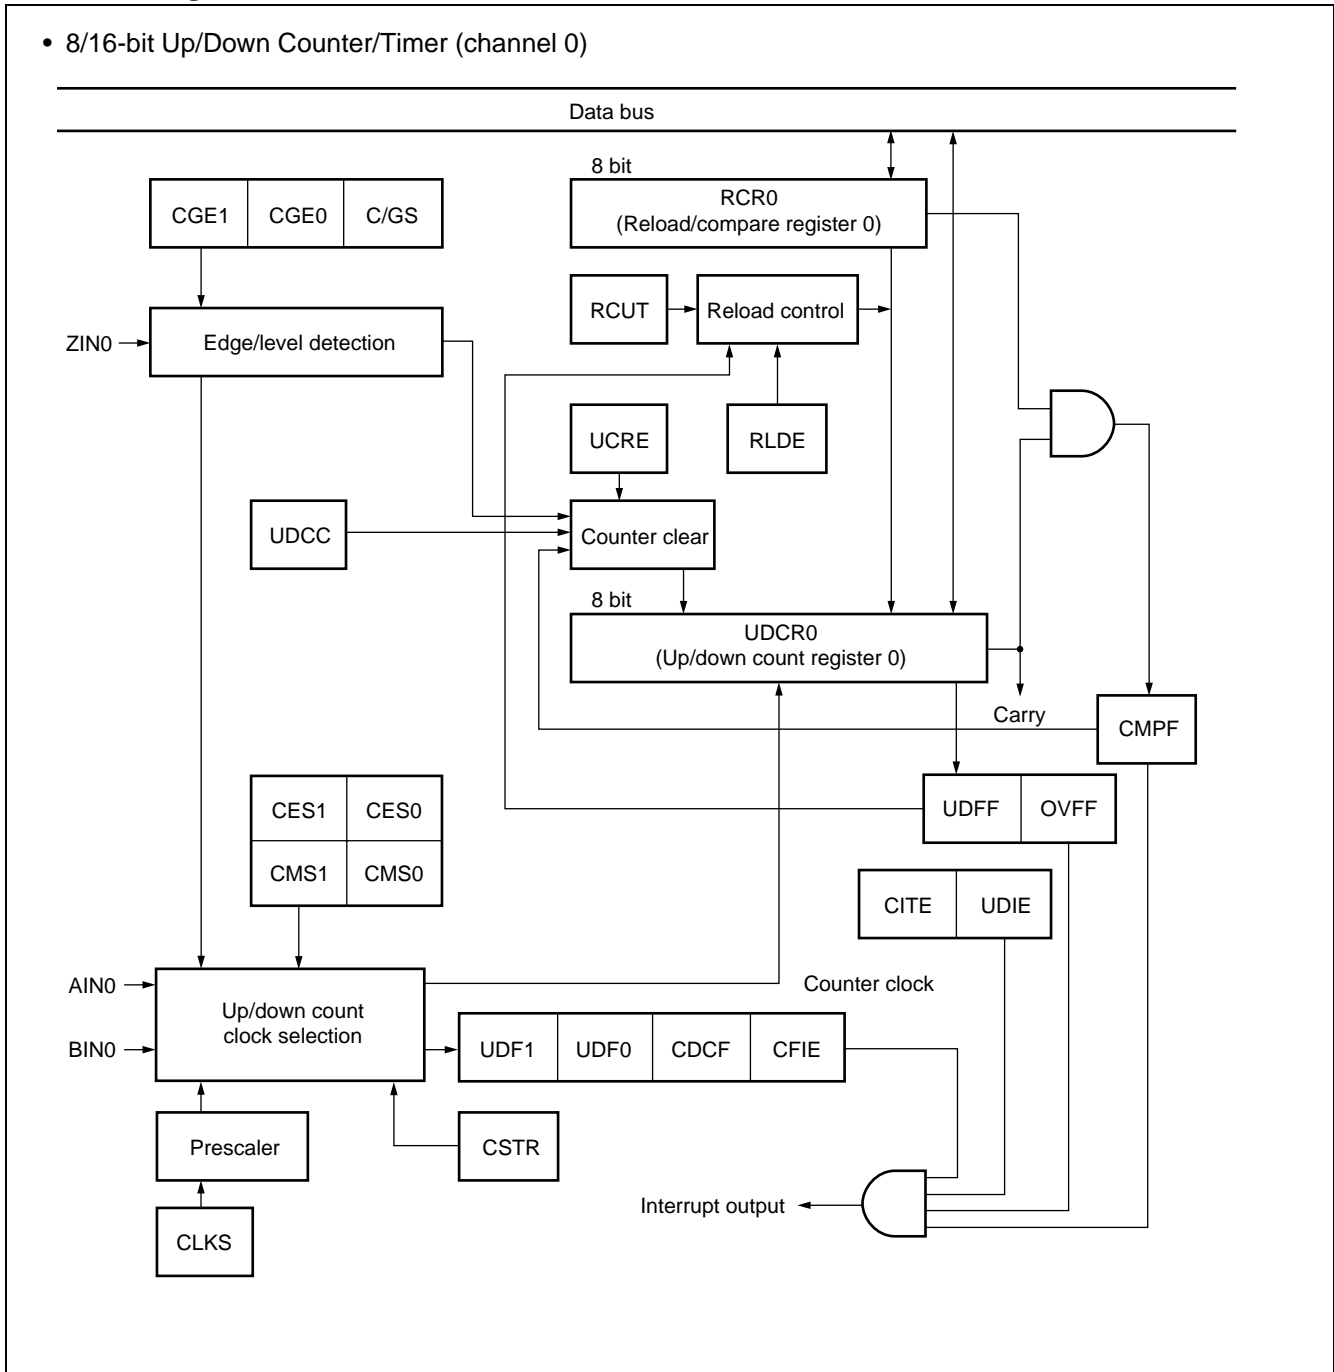 • 8/16-bit Up/Down Counter/Timer (channel 0)
Data bus
8 bit
RCR0
(Reload/compare register 0)
CGE1 CGE0 C/GS
RCUT
Reload control
ZIN0
Edge/level detection
UCRE
RLDE
UDCC
Counter clear
8 bit
UDCR0
(Up/down count register 0)
Carry
CMPF
CES1 CES0
CMS1 CMS0
UDFF OVFF
CITE UDIE
AIN0
BIN0
Up/down count
clock selection
Counter clock
UDF1 UDF0 CDCF CFIE
Prescaler
CSTR
Interrupt output
CLKS